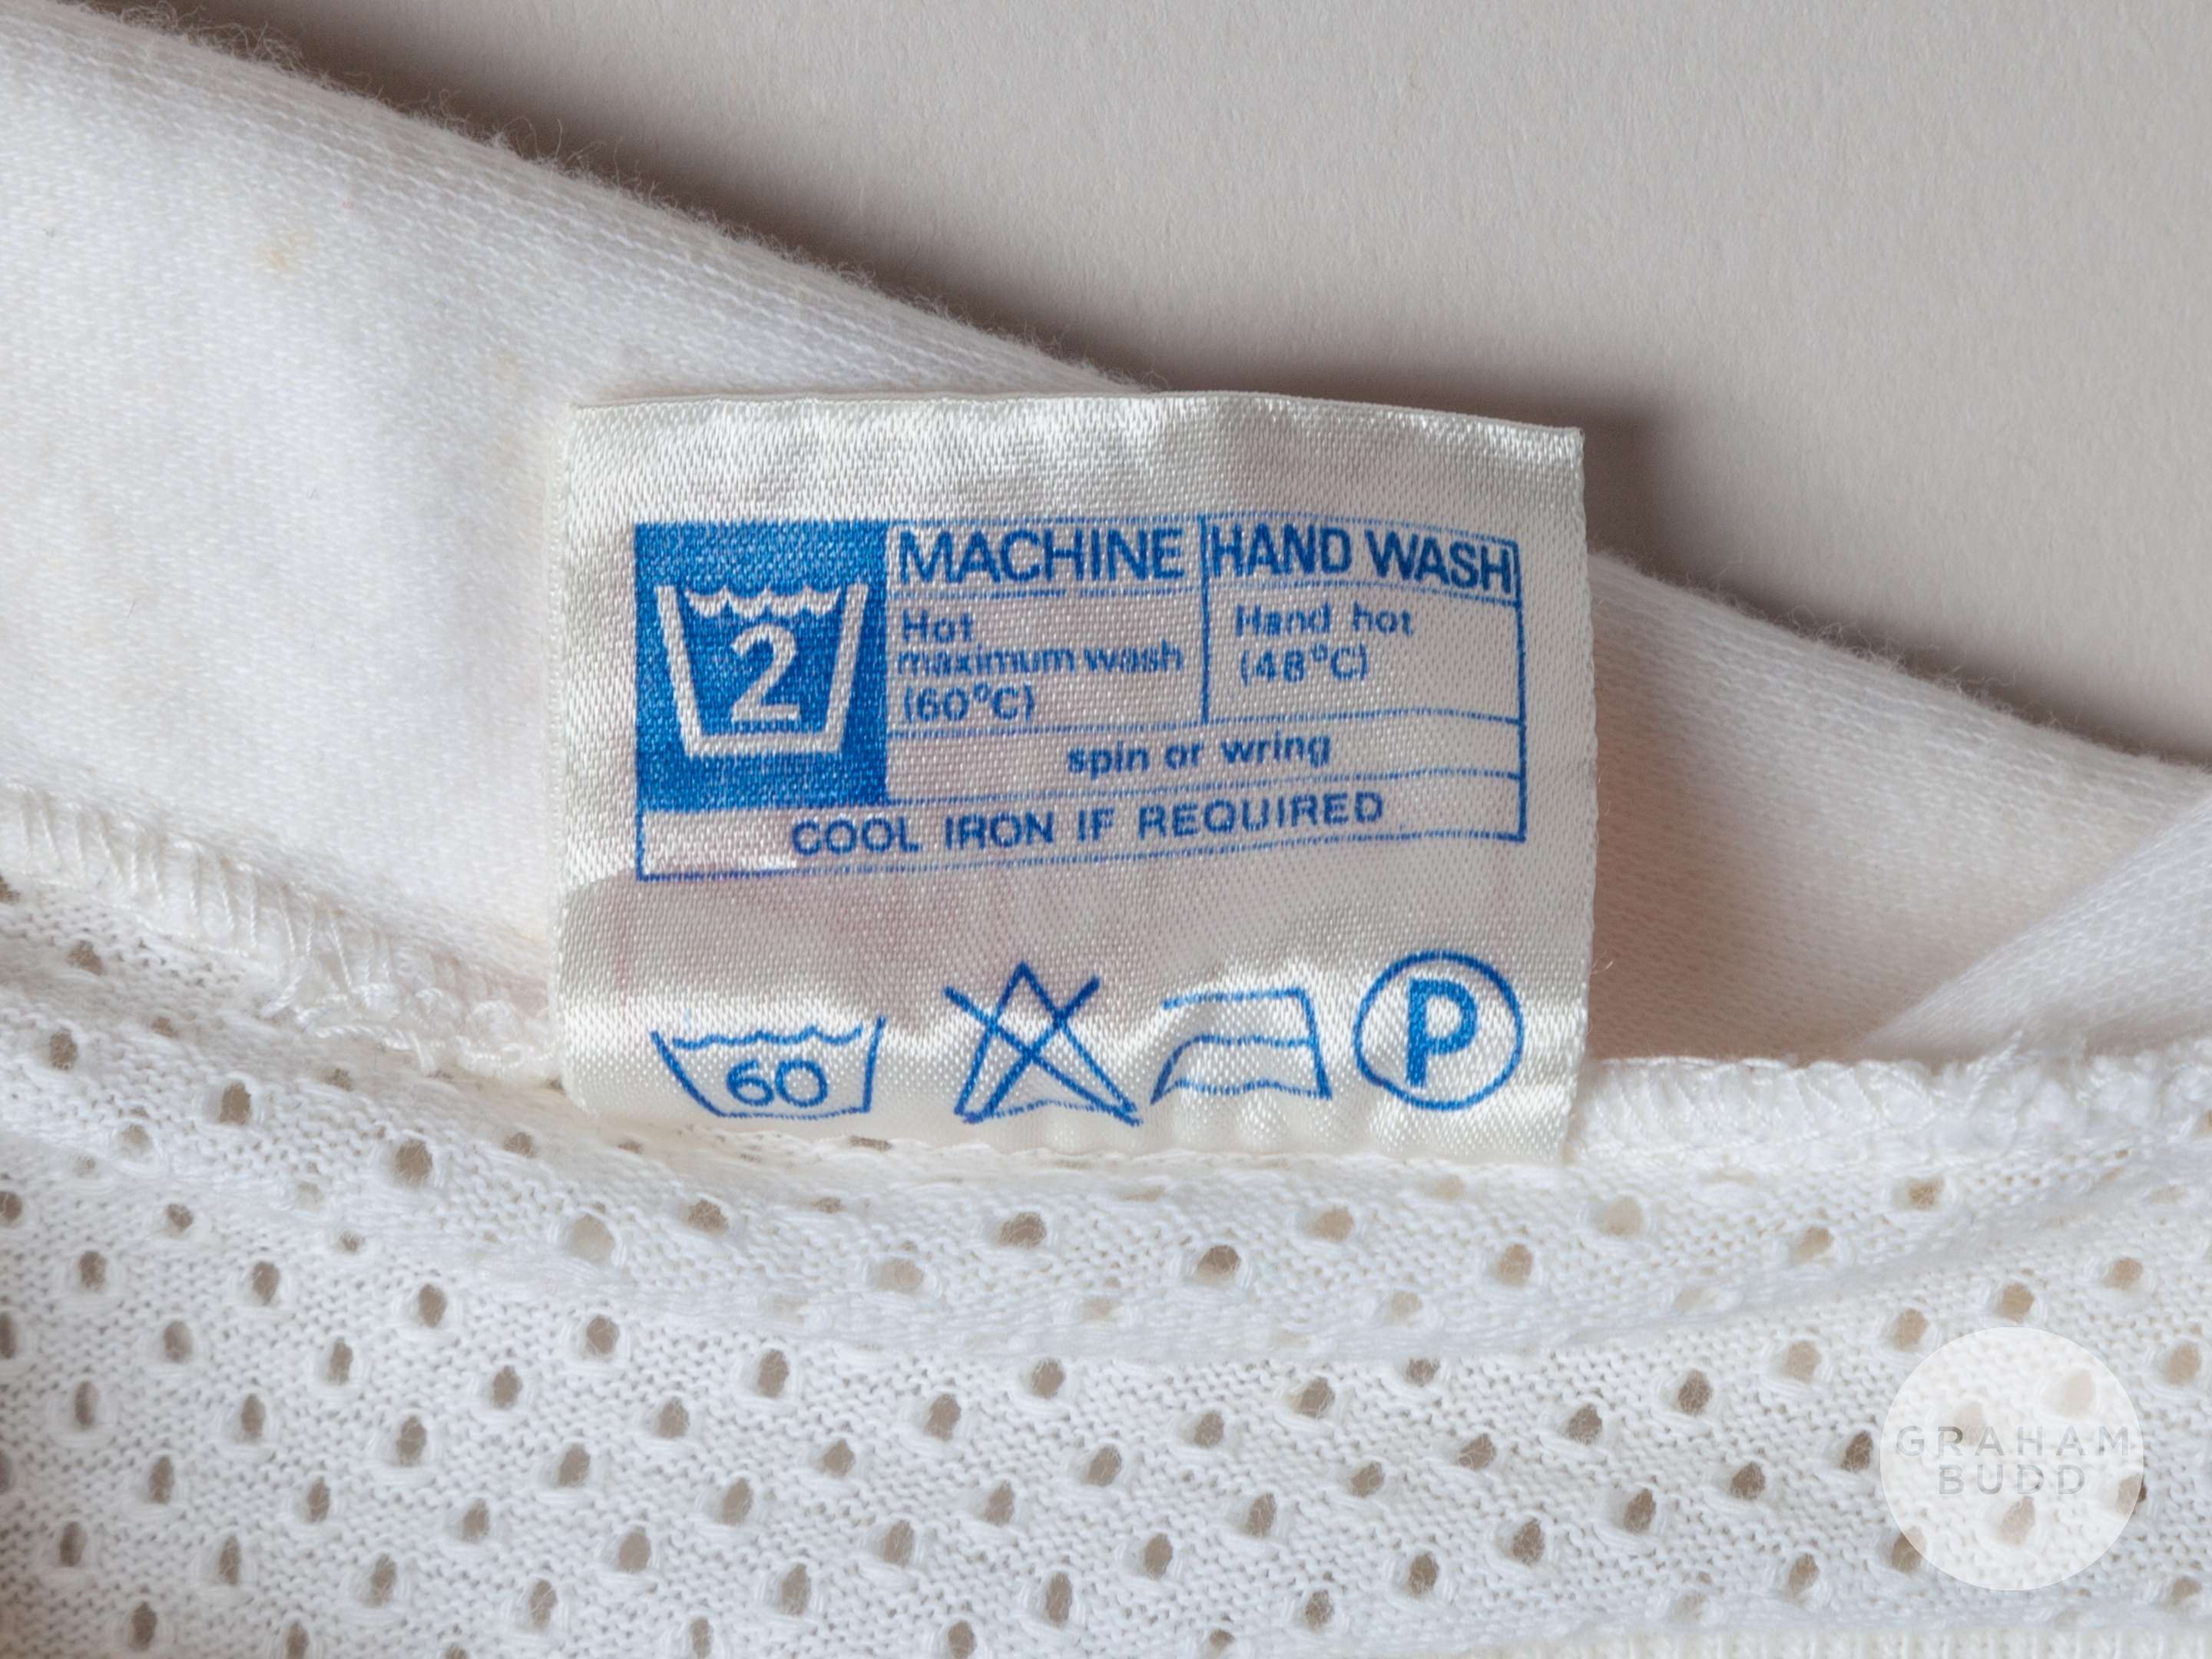 2
MACHINE
HAND WASH
Hot
maximum wash
(60°C)
Hand hot
(48°C)
spin or wring
COOL IRON IF REQUIRED
60
P
GRAHAM
BUDD